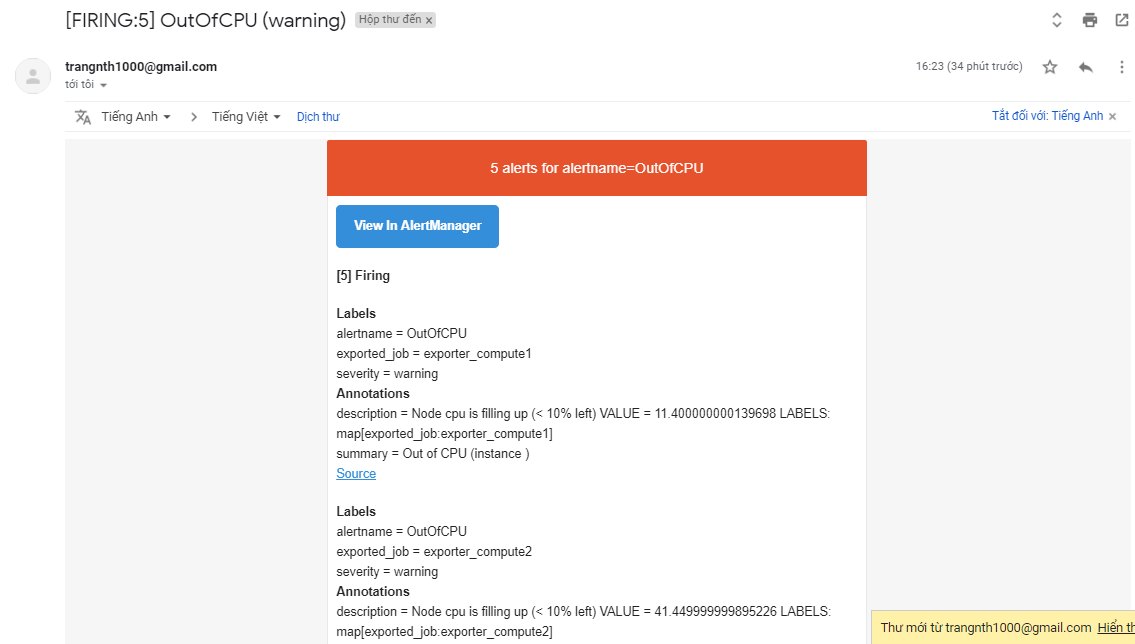 [FIRING:5] OutOfCPU (warning) Hộp thư đến ×
trangnth1000@gmail.com 16:23 (34 phút trước)
tới tôi
Tiếng Anh > Tiếng Việt Dịch thư Tắt đối với: Tiếng Anh ×
5 alerts for alertname=OutOfCPU
View In AlertManager
[5] Firing
Labels
alertname = OutOfCPU
exported_job = exporter_compute1
severity = warning
Annotations
description = Node cpu is filling up (< 10% left) VALUE = 11.400000000139698 LABELS:
map[exported_job:exporter_compute1]
summary = Out of CPU (instance )
Source
Labels
alertname = OutOfCPU
exported_job = exporter_compute2
severity = warning
Annotations
description = Node cpu is filling up (< 10% left) VALUE = 41.449999999895226 LABELS:
map[exported_job:exporter_compute2]
Thư mới từ trangnth1000@gmail.com Hiển th